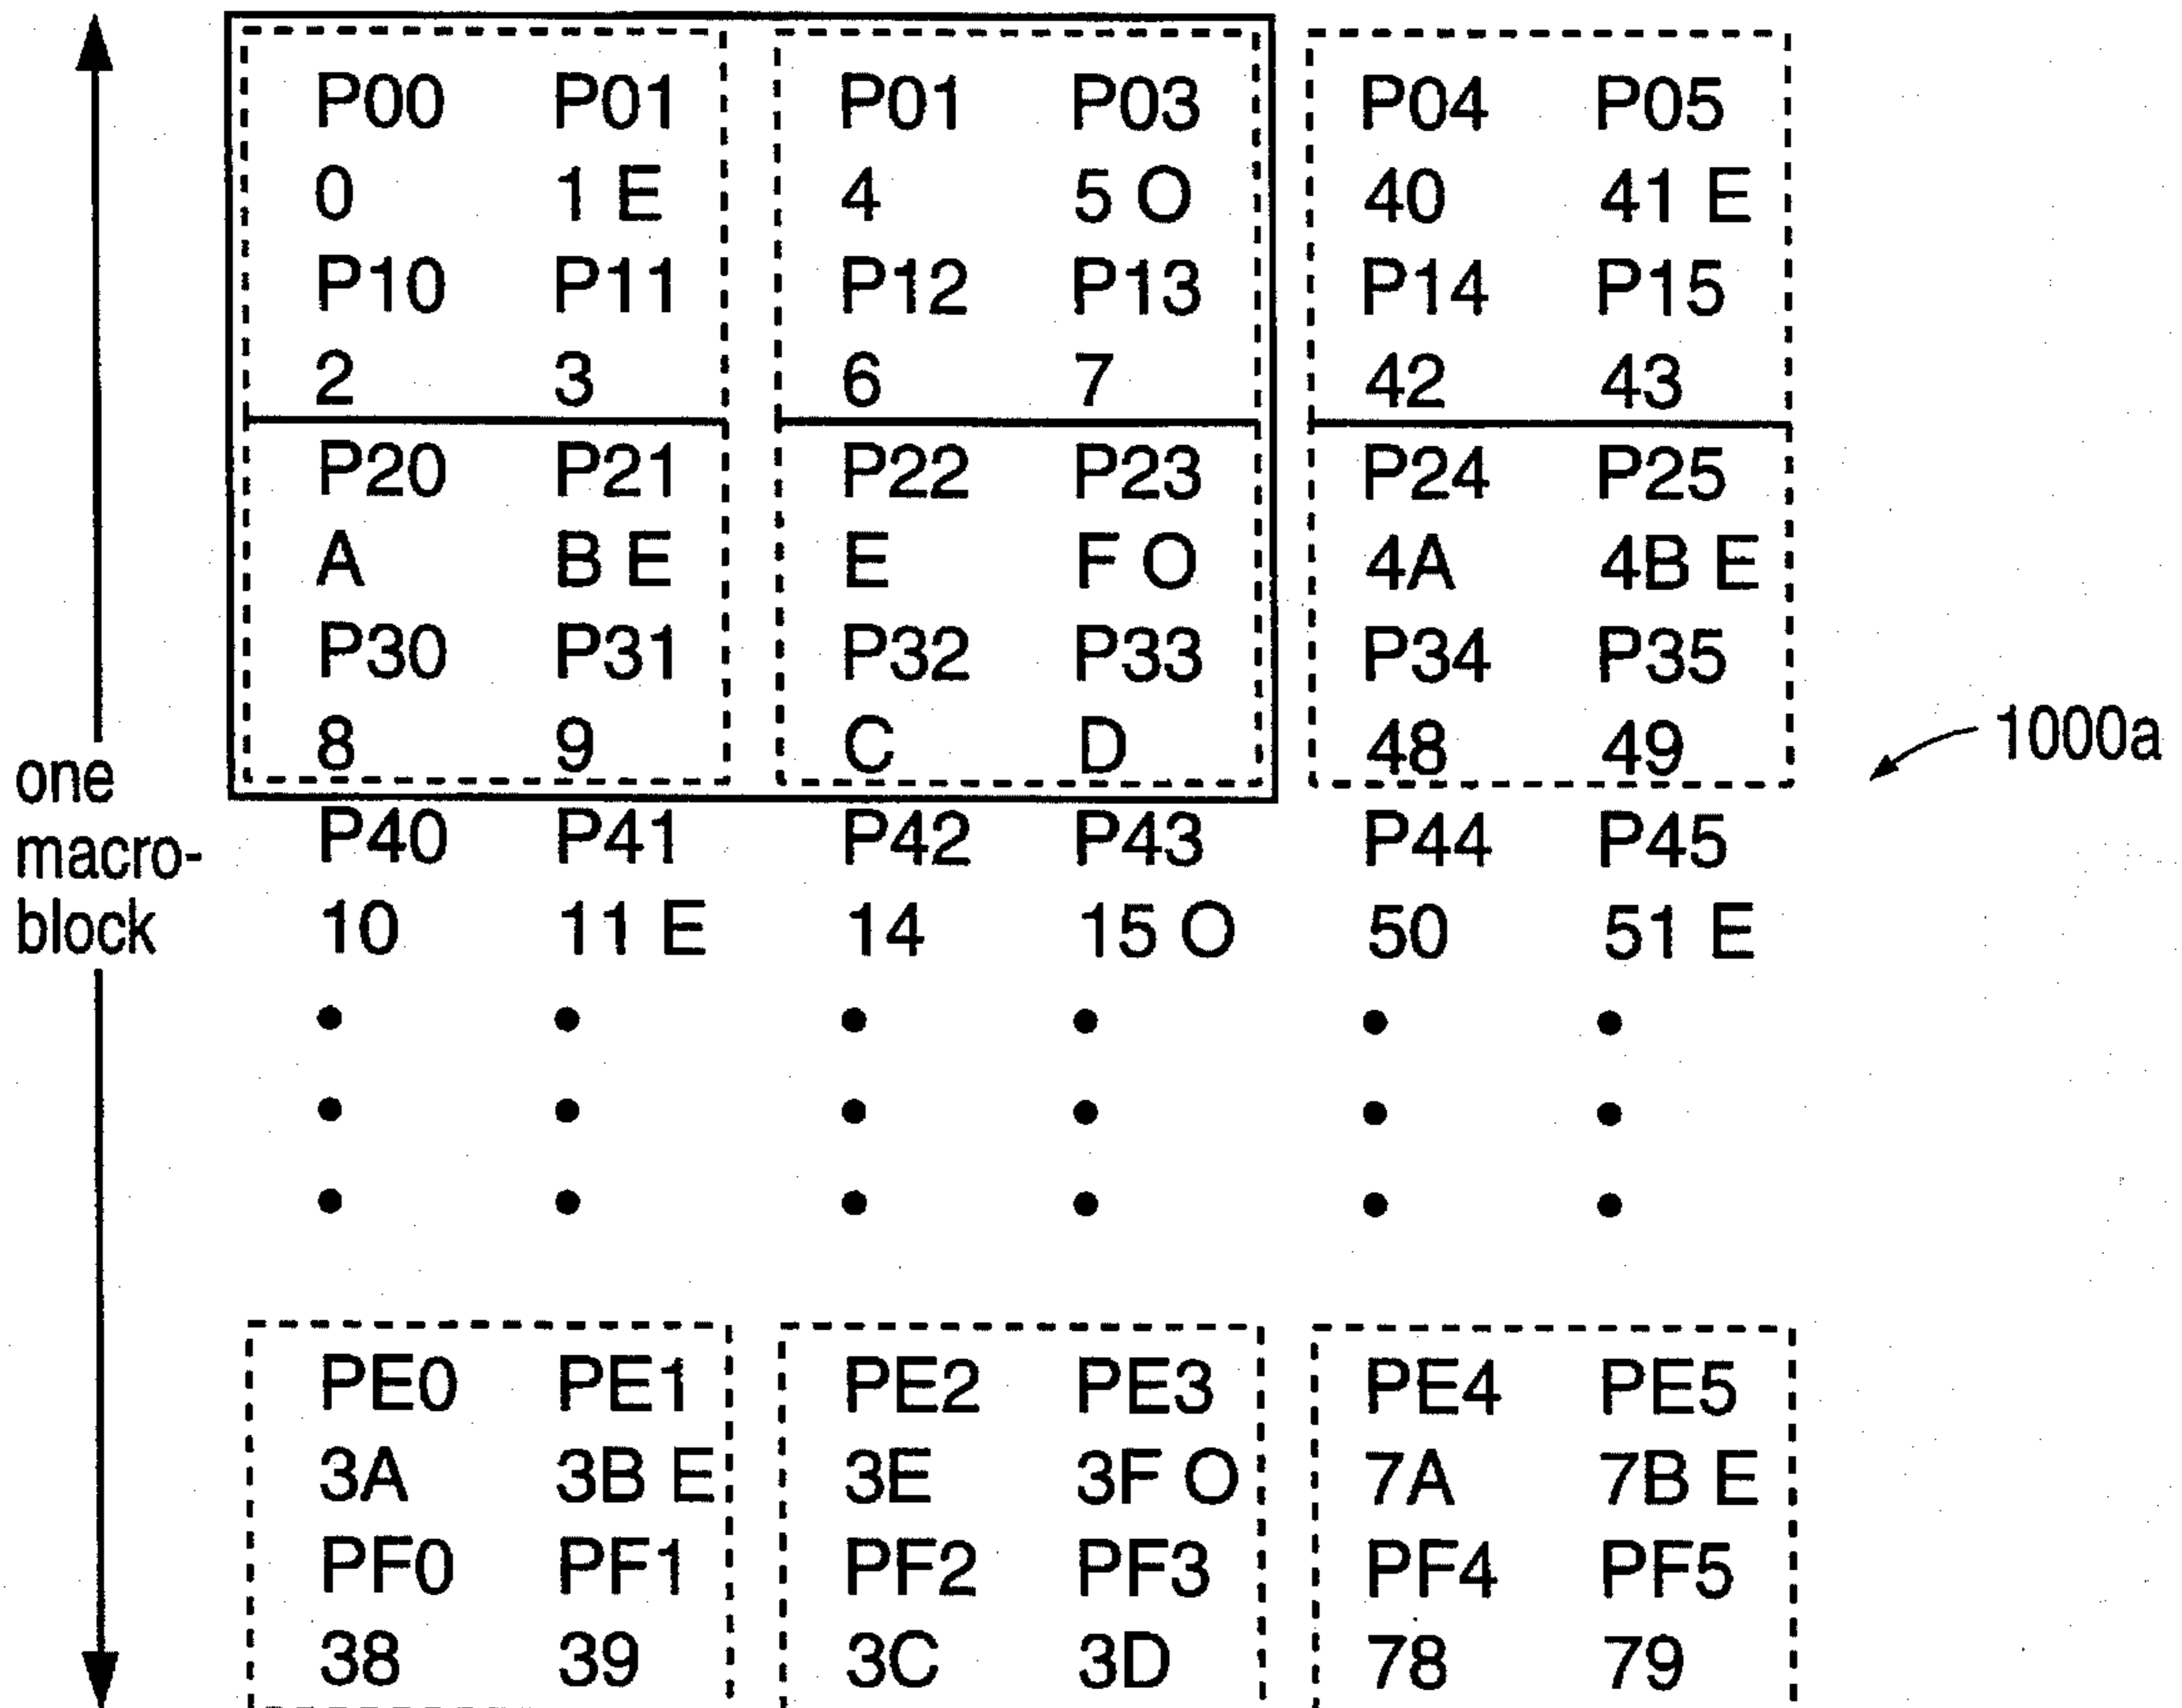 P00 P01 P01 P03 P04 P05
0 1 E 4 5 O 40 41 E
P10 P11 P12 P13 P14 P15
2 3 6 7 42 43
P20 P21 P22 P23 P24 P25
A B E E F O 4A 4B E
P30 P31 P32 P33 P34 P35
8 9 C D 48 49
1000a
one
macro-
block
P40 P41 P42 P43 P44 P45
10 11 E 14 15 O 50 51 E
PE0 PE1 PE2 PE3 PE4 PE5
3A 3B E 3E 3F O 7A 7B E
PF0 PF1 PF2 PF3 PF4 PF5
38 39 3C 3D 78 79